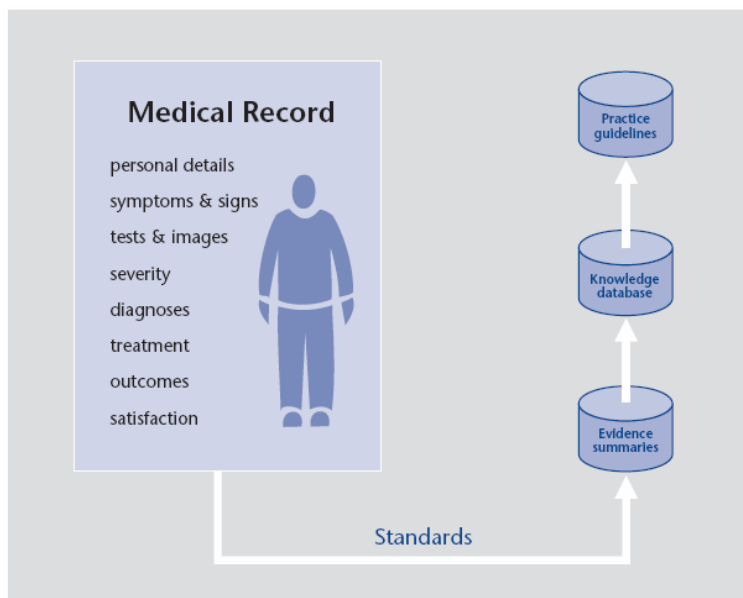 Medical Record
personal details
symptoms & signs
tests & images
severity
diagnoses
treatment
outcomes
satisfaction
Practice
guidelines
Knowledge
database
Evidence
summaries
Standards